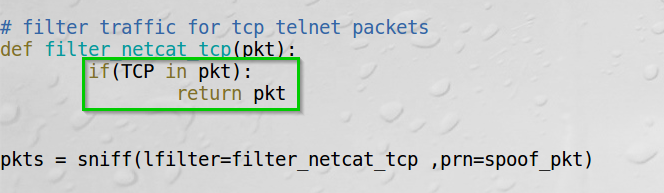 # filter traffic for tcp telnet packets
def filter_netcat_tcp(pkt):
if(TCP in pkt):
return pkt
pkts = sniff(lfilter=filter_netcat_tcp ,prn=spoof_pkt)